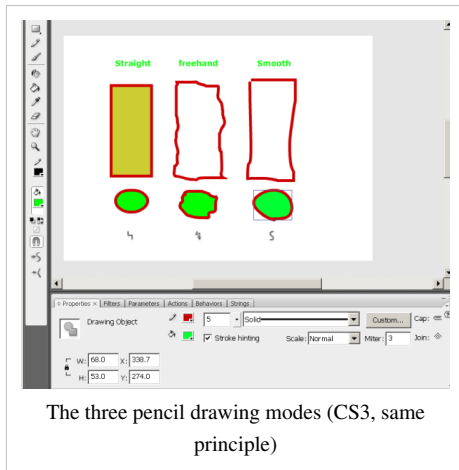 Straight freehand Smooth
Properties × Filters Parameters Actions Behaviors Strings
Drawing Object 5 Solid Custom... Cap:
Stroke hinting Scale: Normal Miter: 3 Join:
W: 68.0 X: 338.7
H: 53.0 Y: 274.0
The three pencil drawing modes (CS3, same
principle)